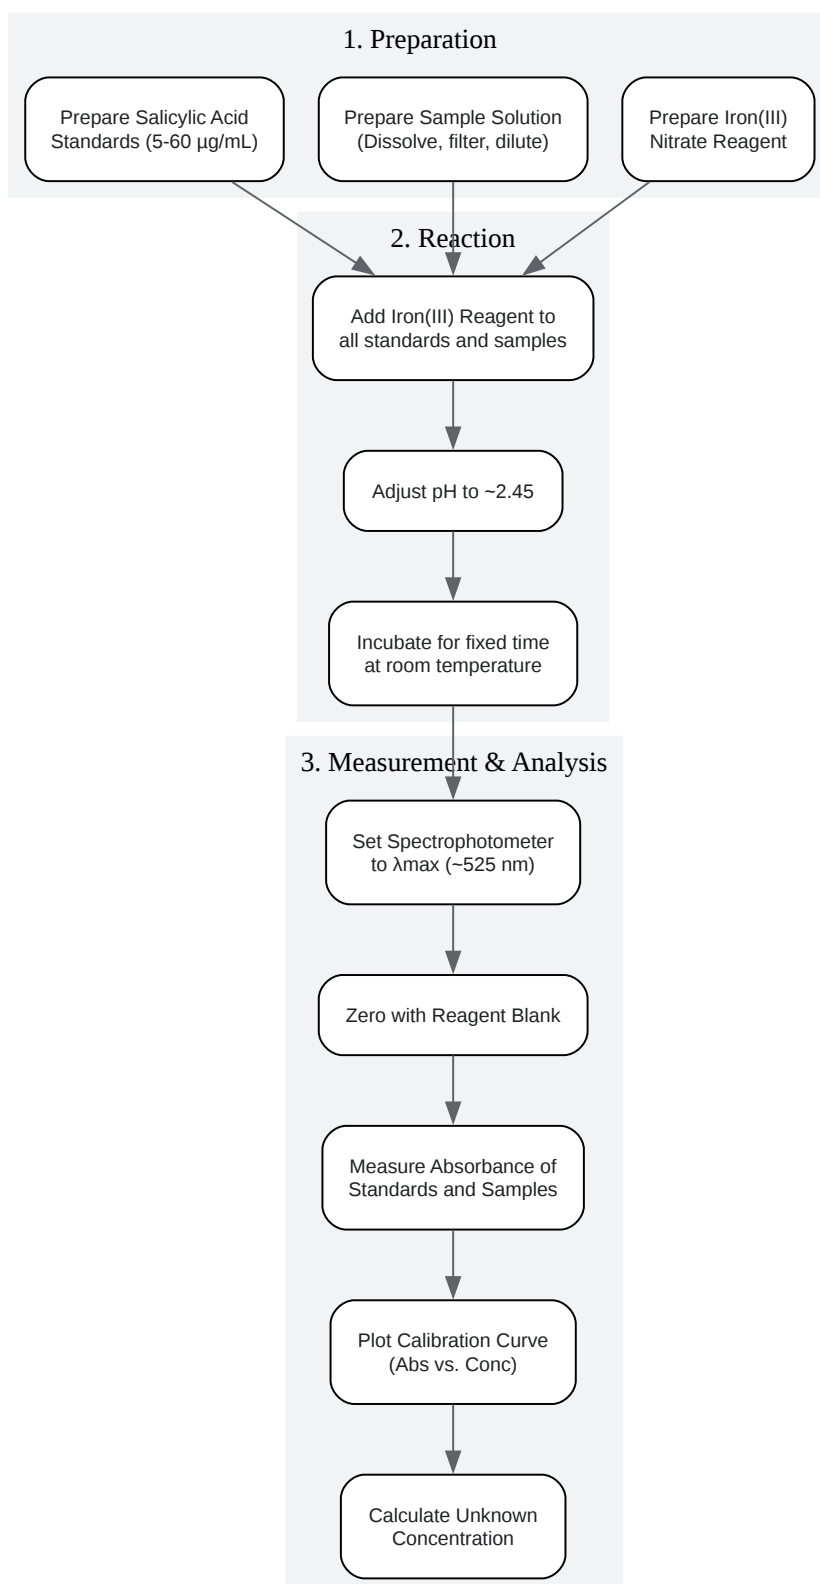 1. Preparation
Prepare Salicylic Acid
Standards (5-60 µg/mL)
Prepare Sample Solution
(Dissolve, filter, dilute)
Prepare Iron(III)
Nitrate Reagent
2. Reaction
Add Iron(III) Reagent to
all standards and samples
Adjust pH to ~2.45
Incubate for fixed time
at room temperature
3. Measurement & Analysis
Set Spectrophotometer
to λmax (~525 nm)
Zero with Reagent Blank
Measure Absorbance of
Standards and Samples
Plot Calibration Curve
(Abs vs. Conc)
Calculate Unknown
Concentration